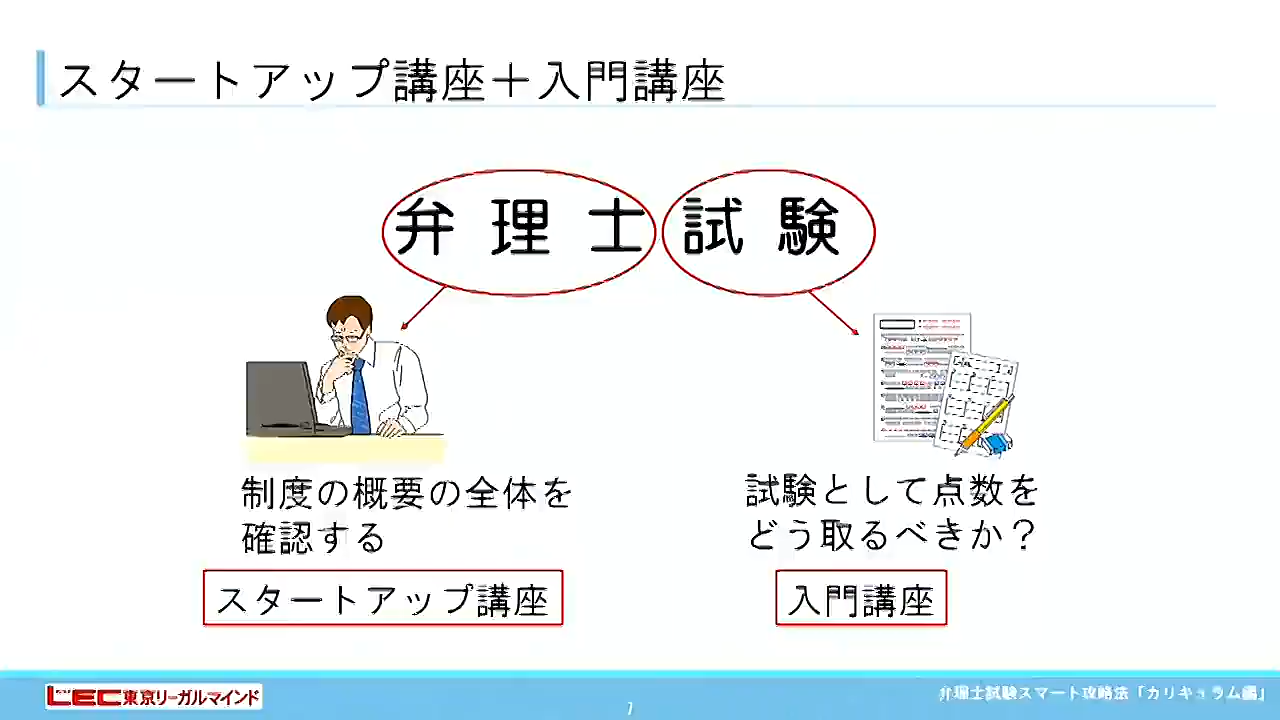 スタートアップ講座＋入門講座
弁理士試験
制度の概要の全体を
確認する
スタートアップ講座
試験として点数を
どう取るべきか？
入門講座
LEC東京リーガルマインド
7
弁理士試験スマート攻略法「カリキュラム編」